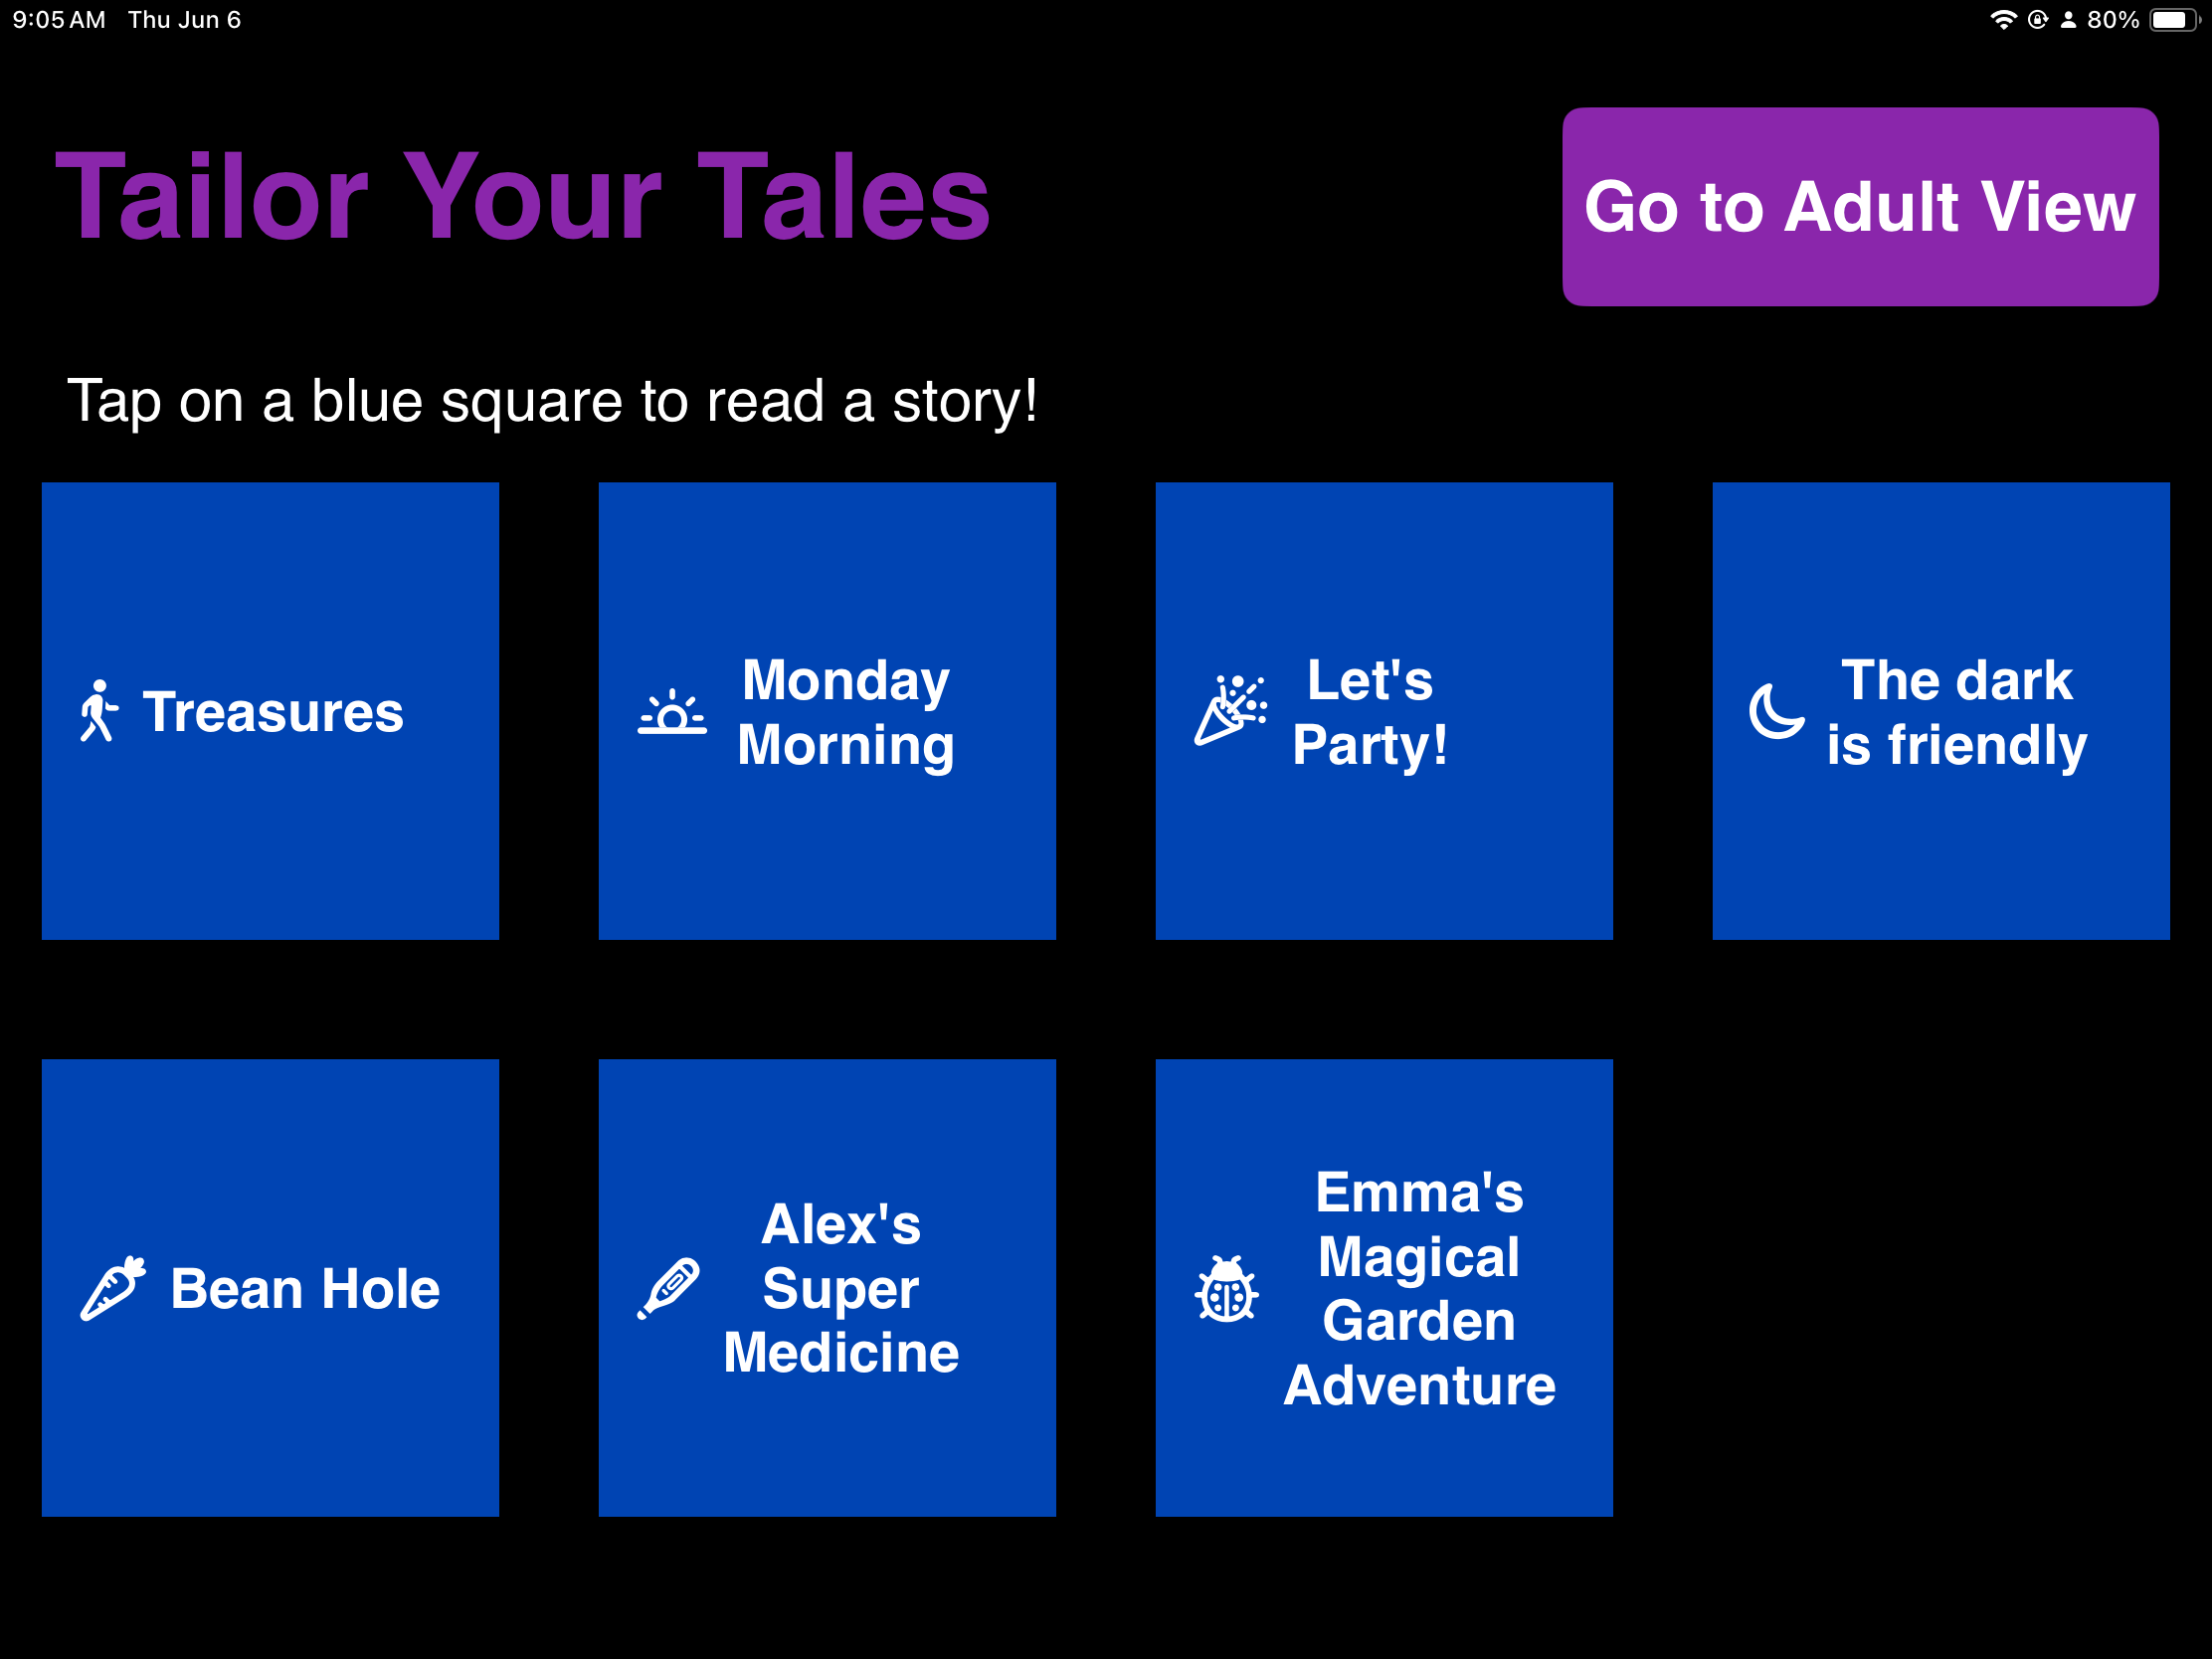 9:05 AM Thu Jun 6
80%
Tailor Your Tales
Go to Adult View
Tap on a blue square to read a story!
Treasures
Monday
Morning
Let's
Party!
The dark
is friendly
Bean Hole
Alex's
Super
Medicine
Emma's
Magical
Garden
Adventure